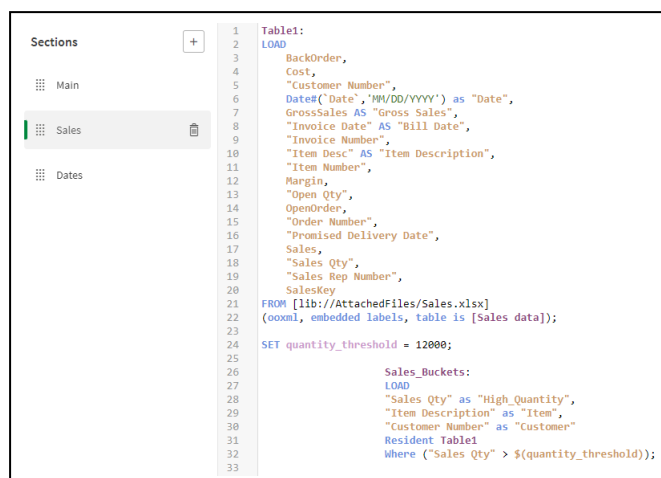 Sections
+
Main
Sales
Dates
1 Table1:
2 LOAD
3 BackOrder,
4 Cost,
5 "Customer Number",
6 Date#(`Date`,'MM/DD/YYYY') as "Date",
7 GrossSales AS "Gross Sales",
8 "Invoice Date" AS "Bill Date",
9 "Invoice Number",
10 "Item Desc" AS "Item Description",
11 "Item Number",
12 Margin,
13 "Open Qty",
14 OpenOrder,
15 "Order Number",
16 "Promised Delivery Date",
17 Sales,
18 "Sales Qty",
19 "Sales Rep Number",
20 SalesKey
21 FROM [lib://AttachedFiles/Sales.xlsx]
22 (ooxml, embedded labels, table is [Sales data]);
23
24 SET quantity_threshold = 12000;
25
26 Sales_Buckets:
27 LOAD
28 "Sales Qty" as "High_Quantity",
29 "Item Description" as "Item",
30 "Customer Number" as "Customer"
31 Resident Table1
32 Where ("Sales Qty" > $(quantity_threshold));
33